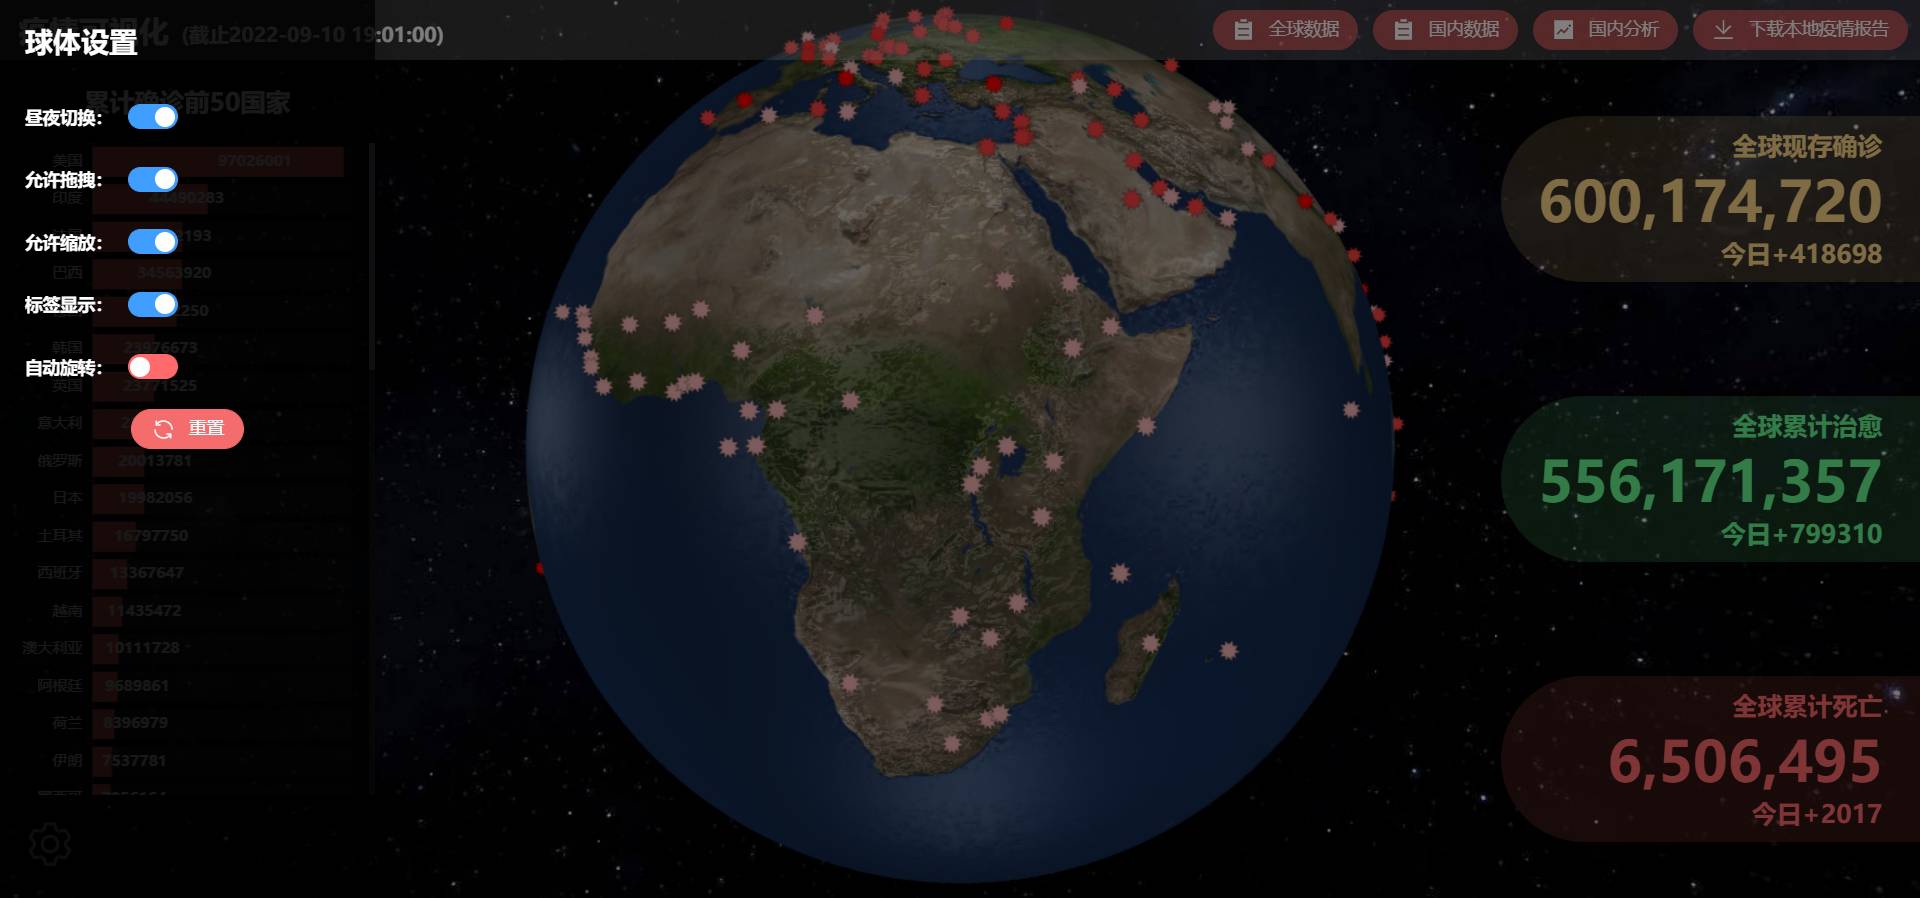 疫情可视化 (截止2022-09-10 19:01:00)
球体设置
全球数据
国内数据
国内分析
下载本地疫情报告
累计确诊前50国家
昼夜切换:
允许拖拽:
允许缩放:
标签显示:
自动旋转:
重置
美国 97026001
印度 44490283
巴西 34563920
韩国 23976673
英国 23771525
意大利
俄罗斯 20013781
日本 19982056
土耳其 16797750
西班牙 13367647
越南 11435472
澳大利亚 10111728
阿根廷 9689861
荷兰 8396979
伊朗 7537781
全球现存确诊
600,174,720
今日+418698
全球累计治愈
556,171,357
今日+799310
全球累计死亡
6,506,495
今日+2017